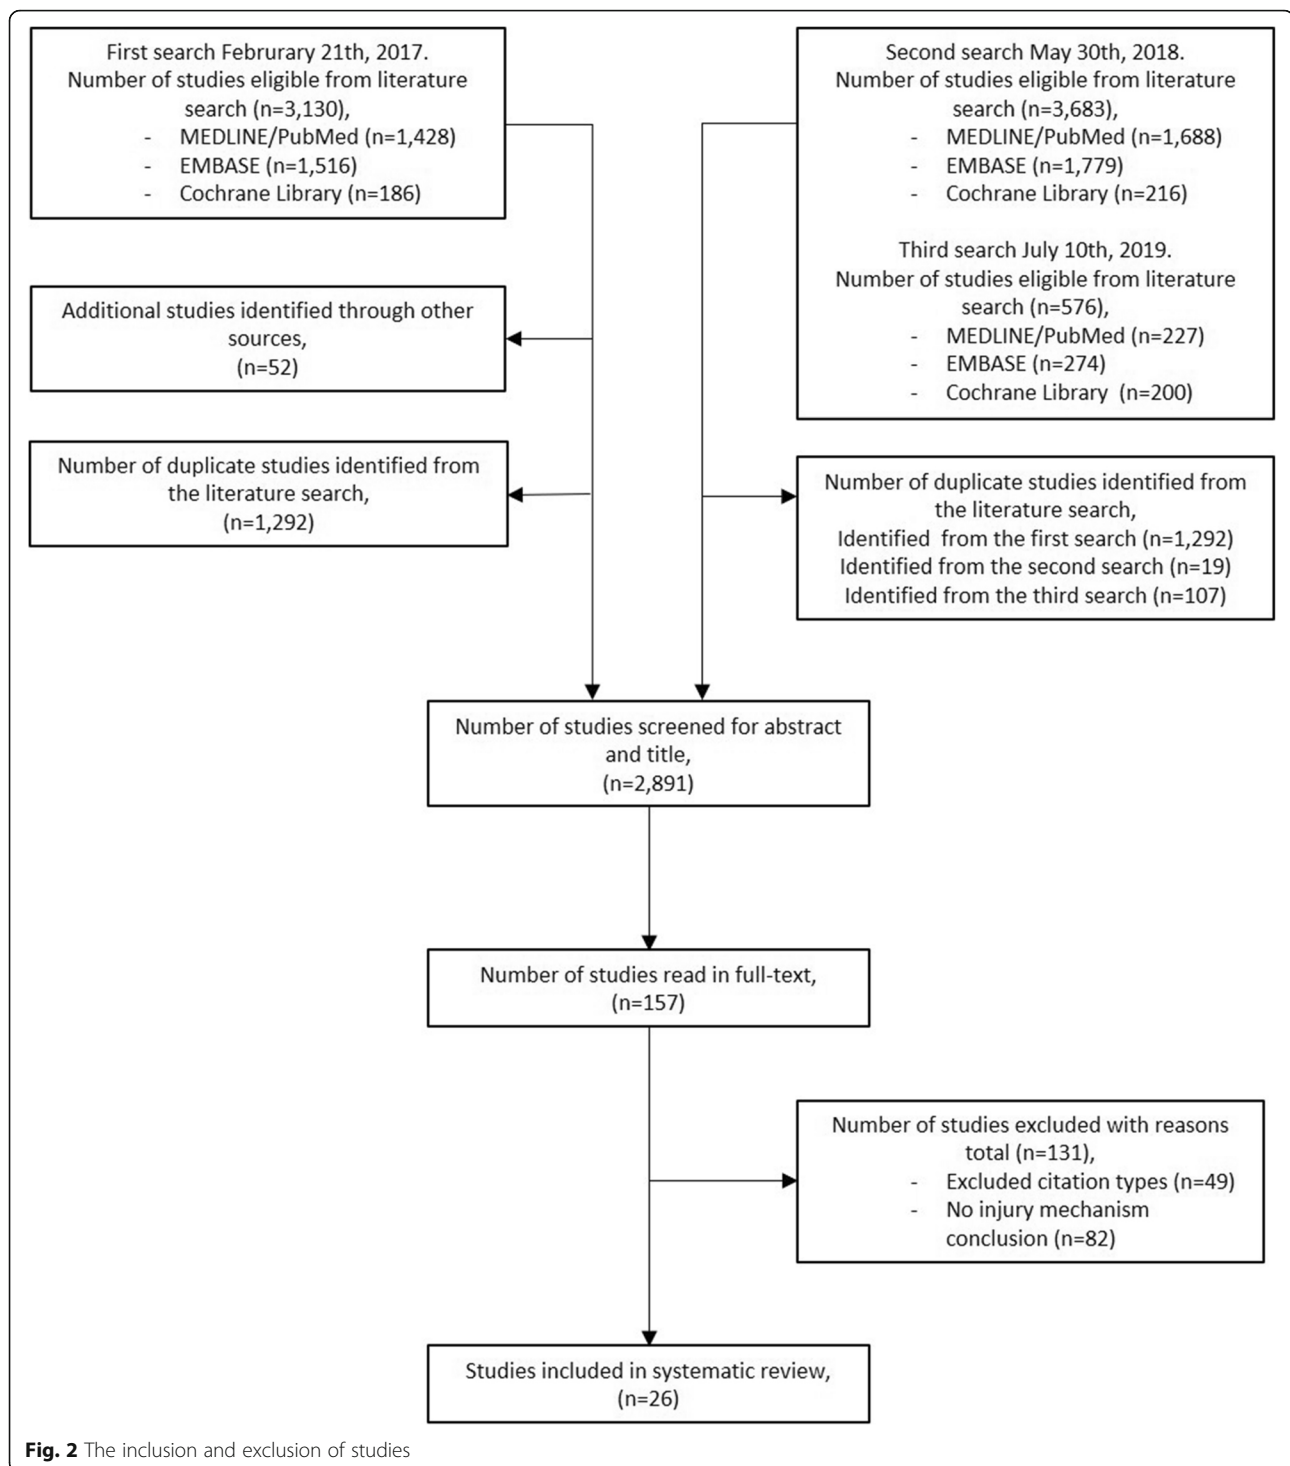 First search Februrary 21th, 2017.
Number of studies eligible from literature
search (n=3,130),
- MEDLINE/PubMed (n=1,428)
- EMBASE (n=1,516)
- Cochrane Library (n=186)
Second search May 30th, 2018.
Number of studies eligible from literature
search (n=3,683),
- MEDLINE/PubMed (n=1,688)
- EMBASE (n=1,779)
- Cochrane Library (n=216)
Third search July 10th, 2019.
Number of studies eligible from literature
search (n=576),
- MEDLINE/PubMed (n=227)
- EMBASE (n=274)
- Cochrane Library (n=200)
Additional studies identified through other
sources,
(n=52)
Number of duplicate studies identified from
the literature search,
(n=1,292)
Number of duplicate studies identified from
the literature search,
Identified from the first search (n=1,292)
Identified from the second search (n=19)
Identified from the third search (n=107)
Number of studies screened for abstract
and title,
(n=2,891)
Number of studies read in full-text,
(n=157)
Number of studies excluded with reasons
total (n=131),
- Excluded citation types (n=49)
- No injury mechanism
conclusion (n=82)
Studies included in systematic review,
(n=26)
Fig. 2 The inclusion and exclusion of studies